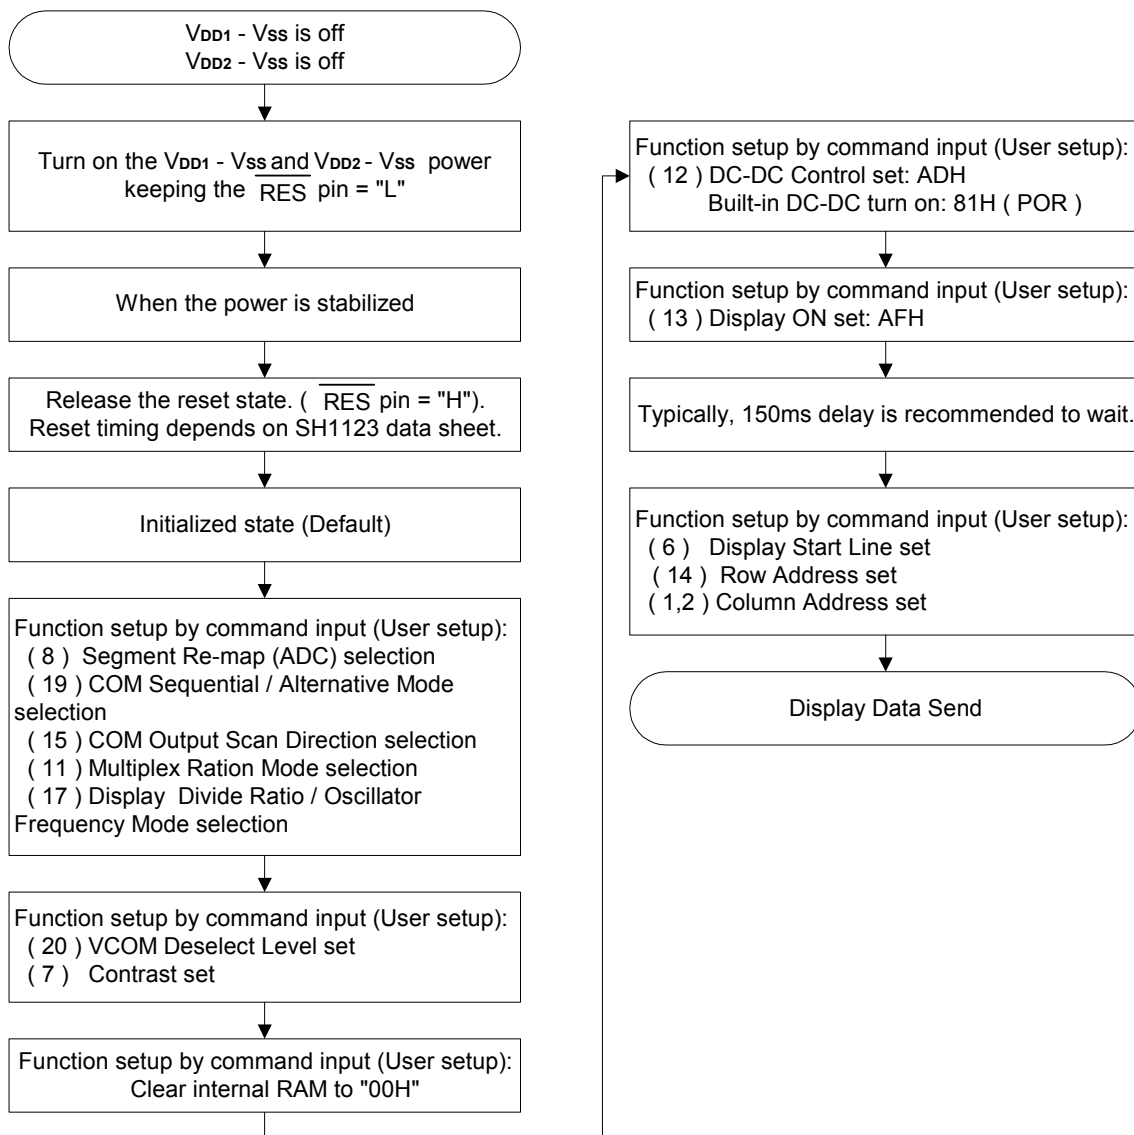 VDD1 - VSS is off
VDD2 - VSS is off
Turn on the VDD1 - VSS and VDD2 - VSS power
keeping the RES pin = "L"
When the power is stabilized
Release the reset state. ( RES pin = "H").
Reset timing depends on SH1123 data sheet.
Initialized state (Default)
Function setup by command input (User setup):
( 8 ) Segment Re-map (ADC) selection
( 19 ) COM Sequential / Alternative Mode
selection
( 15 ) COM Output Scan Direction selection
( 11 ) Multiplex Ration Mode selection
( 17 ) Display Divide Ratio / Oscillator
Frequency Mode selection
Function setup by command input (User setup):
( 20 ) VCOM Deselect Level set
( 7 ) Contrast set
Function setup by command input (User setup):
Clear internal RAM to "00H"
Function setup by command input (User setup):
( 12 ) DC-DC Control set: ADH
Built-in DC-DC turn on: 81H ( POR )
Function setup by command input (User setup):
( 13 ) Display ON set: AFH
Typically, 150ms delay is recommended to wait.
Function setup by command input (User setup):
( 6 ) Display Start Line set
( 14 ) Row Address set
( 1,2 ) Column Address set
Display Data Send